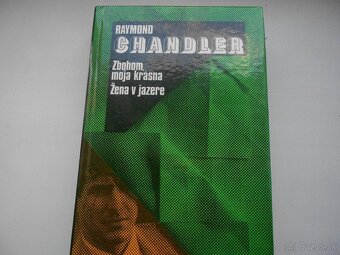 RAYMOND
CHANDLER
Zbohom,
moja krásna
Žena v jazere